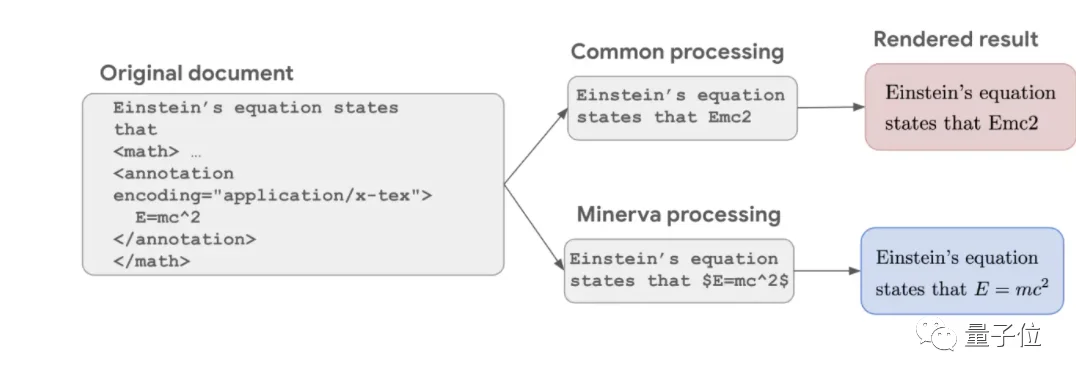 Original document
Einstein's equation states
that
<math> …
<annotation
encoding="application/x-tex">
E=mc^2
</annotation>
</math>
Common processing
Einstein's equation
states that Emc2
Rendered result
Einstein's equation
states that Emc2
Minerva processing
Einstein's equation
states that $E=mc^2$
Einstein's equation
states that E = mc²
量子位